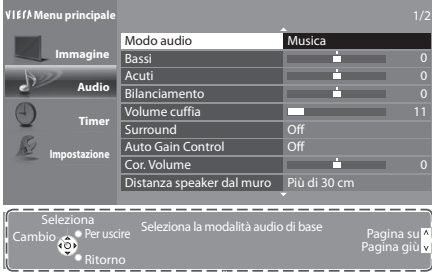 VIErA Menu principale 1/2
Immagine
Audio
Timer
Impostazione
Modo audio Musica
Bassi 0
Acuti 0
Bilanciamento 0
Volume cuffia 11
Surround Off
Auto Gain Control Off
Cor. Volume 0
Distanza speaker dal muro Più di 30 cm
Seleziona
Cambio
Per uscire
Ritorno
Seleziona la modalità audio di base
Pagina su
Pagina giù